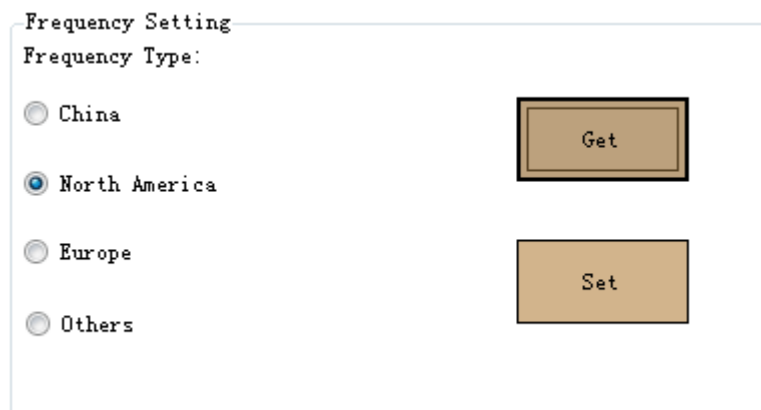 Frequency Setting
Frequency Type:
China
Get
North America
Europe
Set
Others